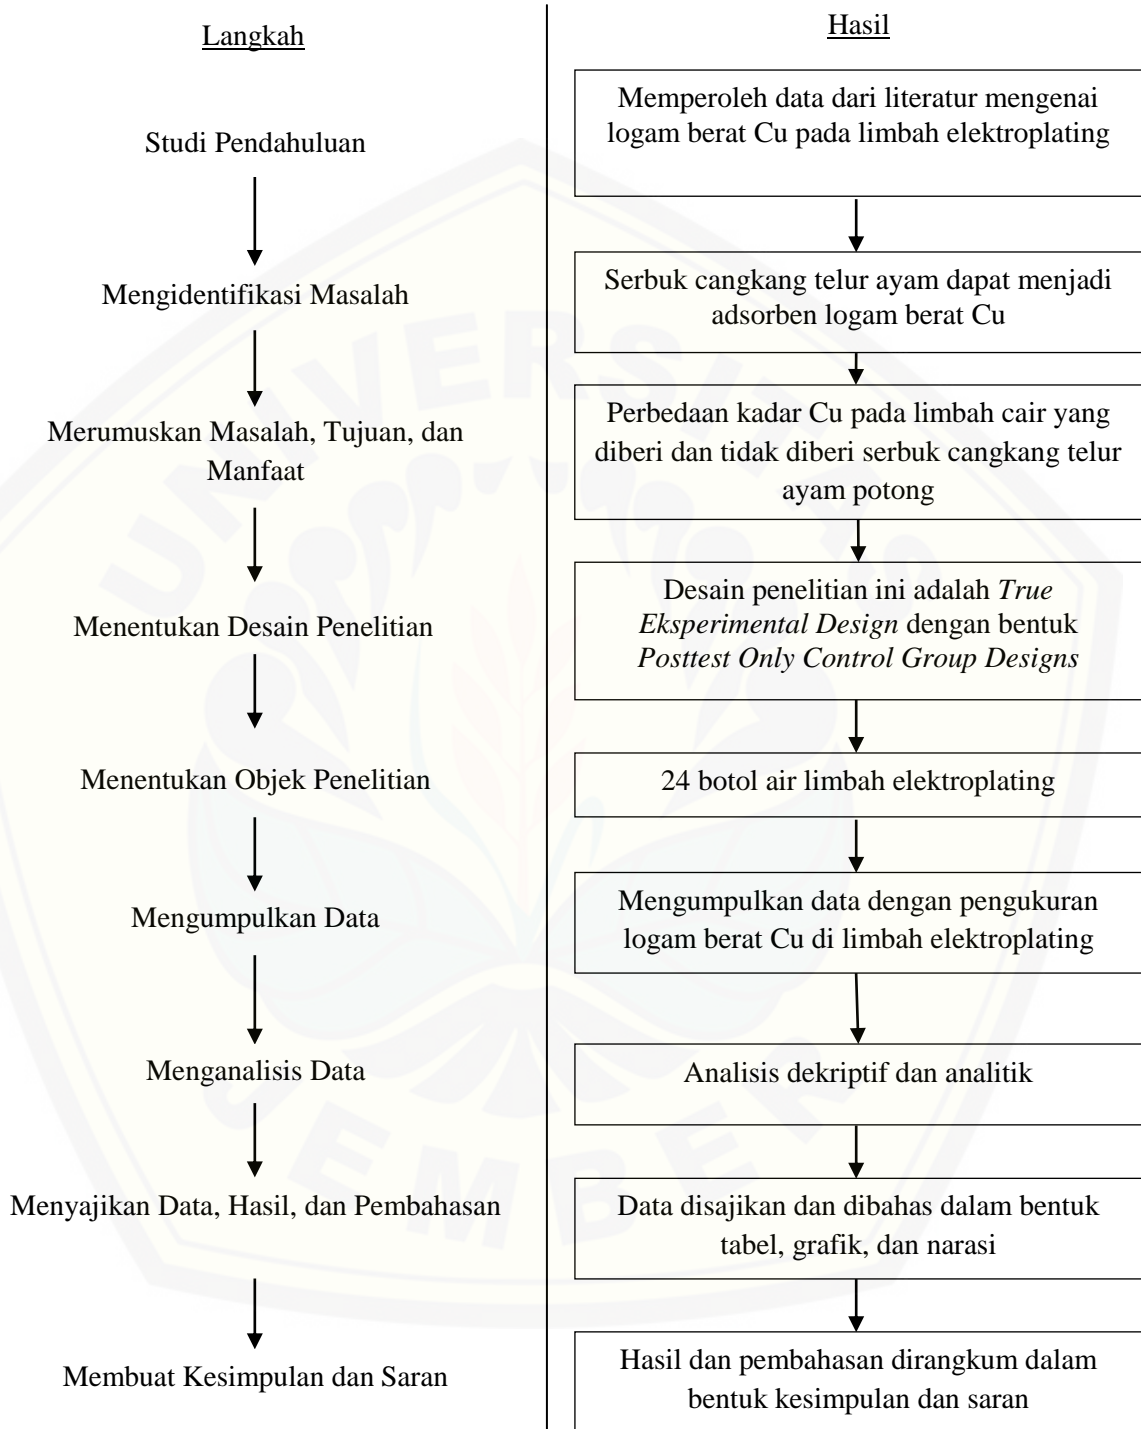 Langkah
Hasil
Studi Pendahuluan
Memperoleh data dari literatur mengenai
logam berat Cu pada limbah elektroplating
Mengidentifikasi Masalah
Serbuk cangkang telur ayam dapat menjadi
adsorben logam berat Cu
Merumuskan Masalah, Tujuan, dan
Manfaat
Perbedaan kadar Cu pada limbah cair yang
diberi dan tidak diberi serbuk cangkang telur
ayam potong
Menentukan Desain Penelitian
Desain penelitian ini adalah True
Eksperimental Design dengan bentuk
Posttest Only Control Group Designs
Menentukan Objek Penelitian
24 botol air limbah elektroplating
Mengumpulkan Data
Mengumpulkan data dengan pengukuran
logam berat Cu di limbah elektroplating
Menganalisis Data
Analisis dekriptif dan analitik
Menyajikan Data, Hasil, dan Pembahasan
Data disajikan dan dibahas dalam bentuk
tabel, grafik, dan narasi
Membuat Kesimpulan dan Saran
Hasil dan pembahasan dirangkum dalam
bentuk kesimpulan dan saran
UNIVERSITAS
JEMBER